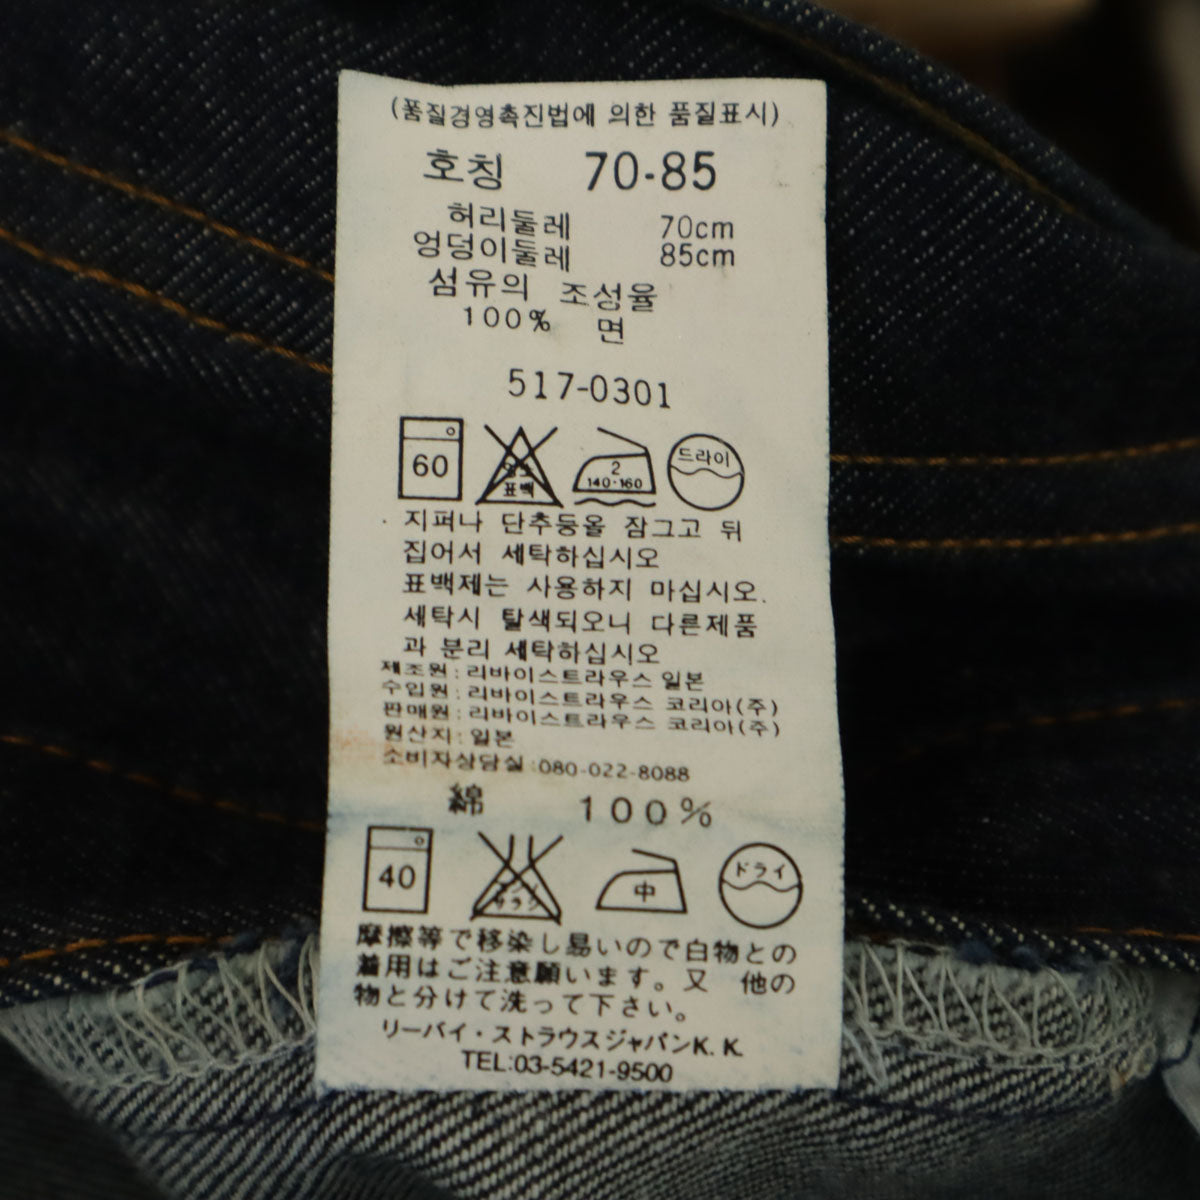 (품질경영촉진법에 의한 품질표시)
호칭 70-85
허리둘레 70cm
엉덩이둘레 85cm
섬유의 조성율
100% 면
517-0301
60 표백 2 140·160 드라이
지퍼나 단추등올 잠그고 뒤
집어서 세탁하십시오
표백제는 사용하지 마십시오.
세탁시 탈색되오니 다른제품
과 분리 세탁하십시오
제조원 : 리바이스트라우스 일본
수입원 : 리바이스트라우스 코리아(주)
판매원 : 리바이스트라우스 코리아(주)
원산지 : 일본
소비자상담실 : 080-022-8088
綿 100%
40 エンソ サラシ 中 ドライ
摩擦等で移染し易いので白物との
着用はご注意願います。又 他の
物と分けて洗って下さい。
リーバイ・ストラウスジャパンK. K.
TEL:03-5421-9500